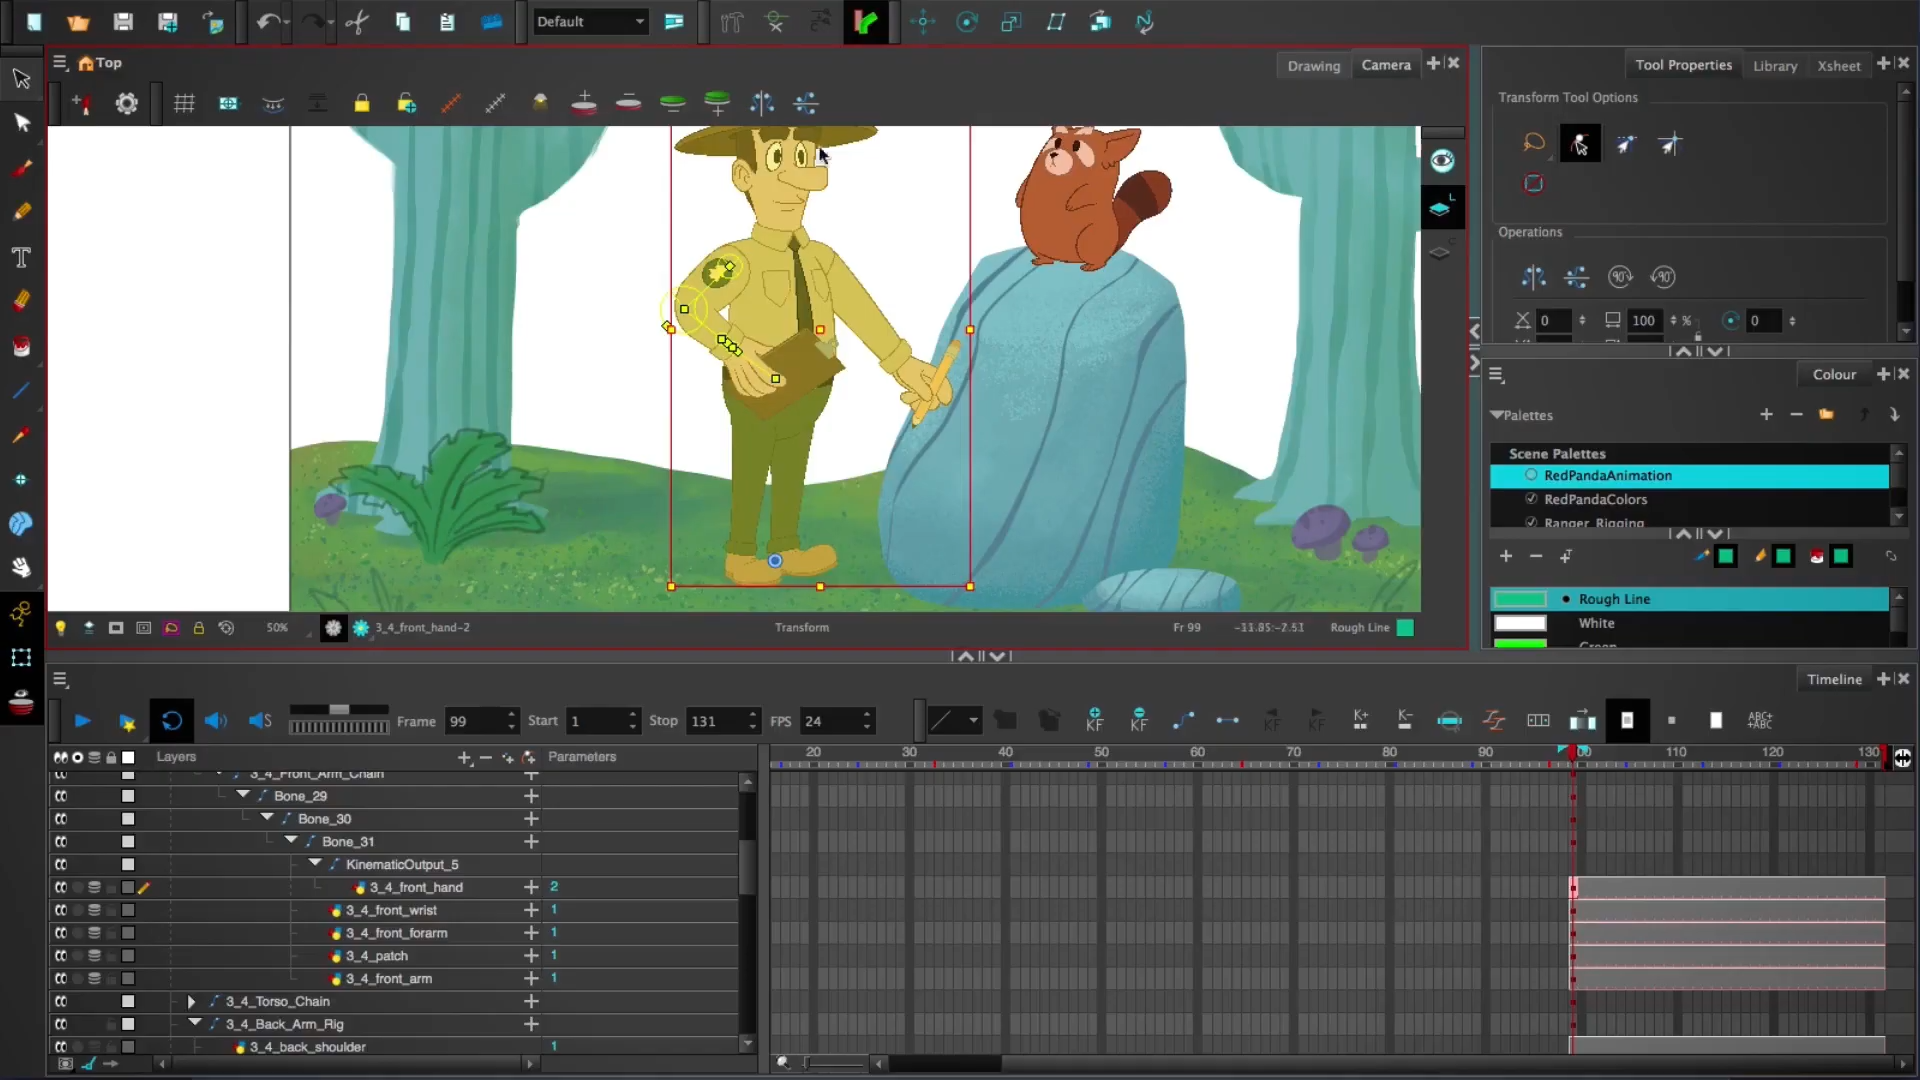 Default
Top
Drawing
Camera
Tool Properties
Library
Xsheet
Transform Tool Options
Operations
0
100
%
0
Colour
Palettes
Scene Palettes
RedPandaAnimation
RedPandaColors
Ranger_Rigging
Rough Line
White
Green
50%
3_4_front_hand-2
Transform
Fr 99
-11.85:-7.51
Rough Line
Timeline
Frame 99
Start 1
Stop 131
FPS 24
Layers
Parameters
20 30 40 50 60 70 80 90 100 110 120 130
3_4_Front_Arm_Chain
Bone_29
Bone_30
Bone_31
KinematicOutput_5
3_4_front_hand 2
3_4_front_wrist 1
3_4_front_forarm 1
3_4_patch 1
3_4_front_arm 1
3_4_Torso_Chain
3_4_Back_Arm_Rig
3_4_back_shoulder 1